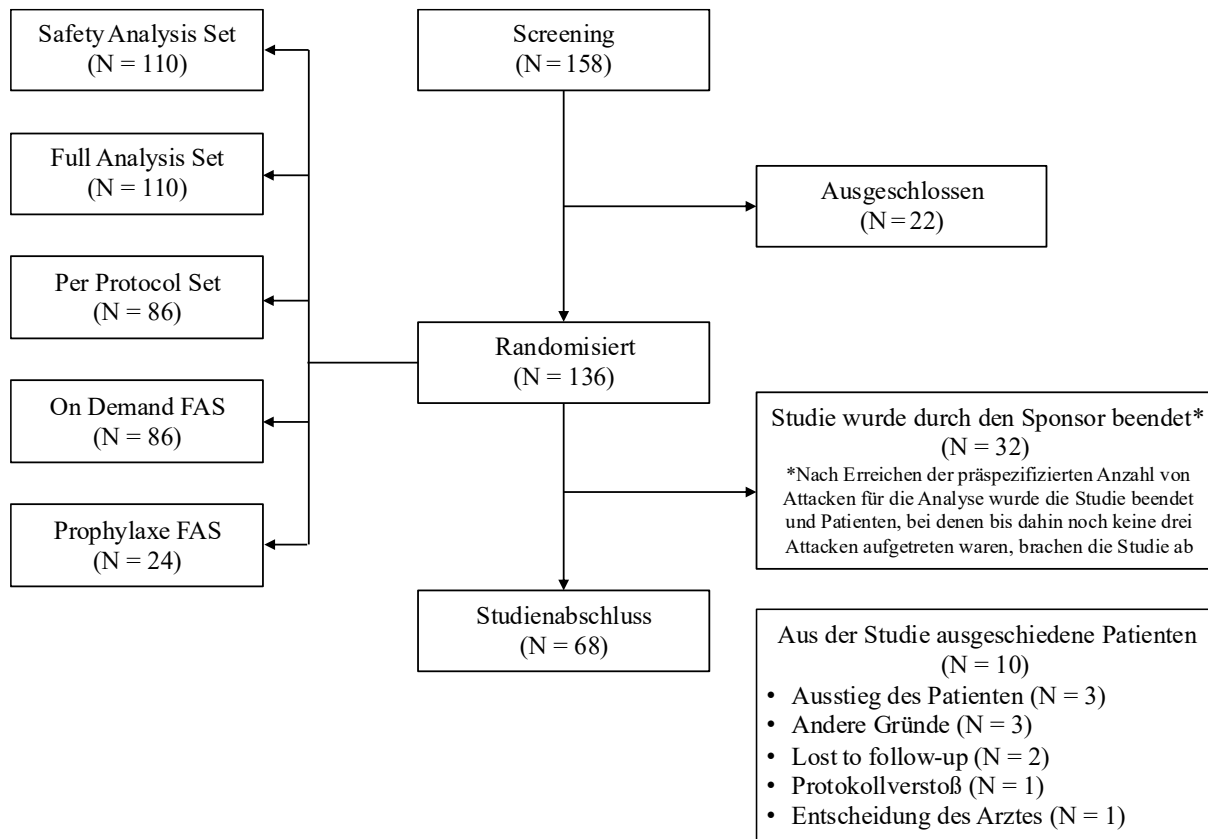 Safety Analysis Set
(N = 110)
Full Analysis Set
(N = 110)
Per Protocol Set
(N = 86)
On Demand FAS
(N = 86)
Prophylaxe FAS
(N = 24)
Screening
(N = 158)
Ausgeschlossen
(N = 22)
Randomisiert
(N = 136)
Studie wurde durch den Sponsor beendet*
(N = 32)
*Nach Erreichen der präspezifizierten Anzahl von
Attacken für die Analyse wurde die Studie beendet
und Patienten, bei denen bis dahin noch keine drei
Attacken aufgetreten waren, brachen die Studie ab
Studienabschluss
(N = 68)
Aus der Studie ausgeschiedene Patienten
(N = 10)
• Ausstieg des Patienten (N = 3)
• Andere Gründe (N = 3)
• Lost to follow-up (N = 2)
• Protokollverstoß (N = 1)
• Entscheidung des Arztes (N = 1)